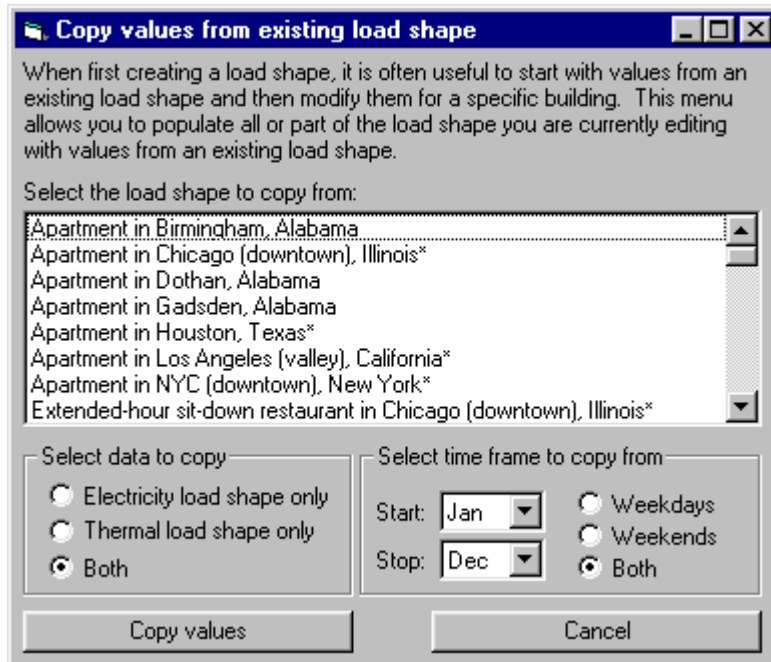 Copy values from existing load shape
When first creating a load shape, it is often useful to start with values from an
existing load shape and then modify them for a specific building.  This menu
allows you to populate all or part of the load shape you are currently editing
with values from an existing load shape.
Select the load shape to copy from:
Apartment in Birmingham, Alabama
Apartment in Chicago (downtown), Illinois*
Apartment in Dothan, Alabama
Apartment in Gadsden, Alabama
Apartment in Houston, Texas*
Apartment in Los Angeles (valley), California*
Apartment in NYC (downtown), New York*
Extended-hour sit-down restaurant in Chicago (downtown), Illinois*
Select data to copy
Electricity load shape only
Thermal load shape only
Both
Select time frame to copy from
Start: Jan
Stop: Dec
Weekdays
Weekends
Both
Copy values
Cancel